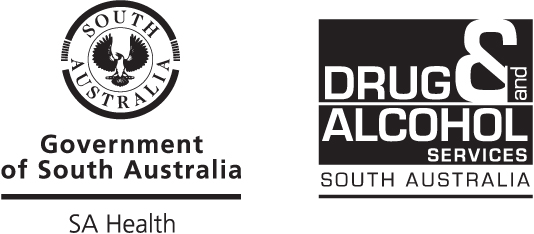 SOUTH
AUSTRALIA
Government
of South Australia
SA Health
DRUG & and
ALCOHOL
SERVICES
SOUTH AUSTRALIA